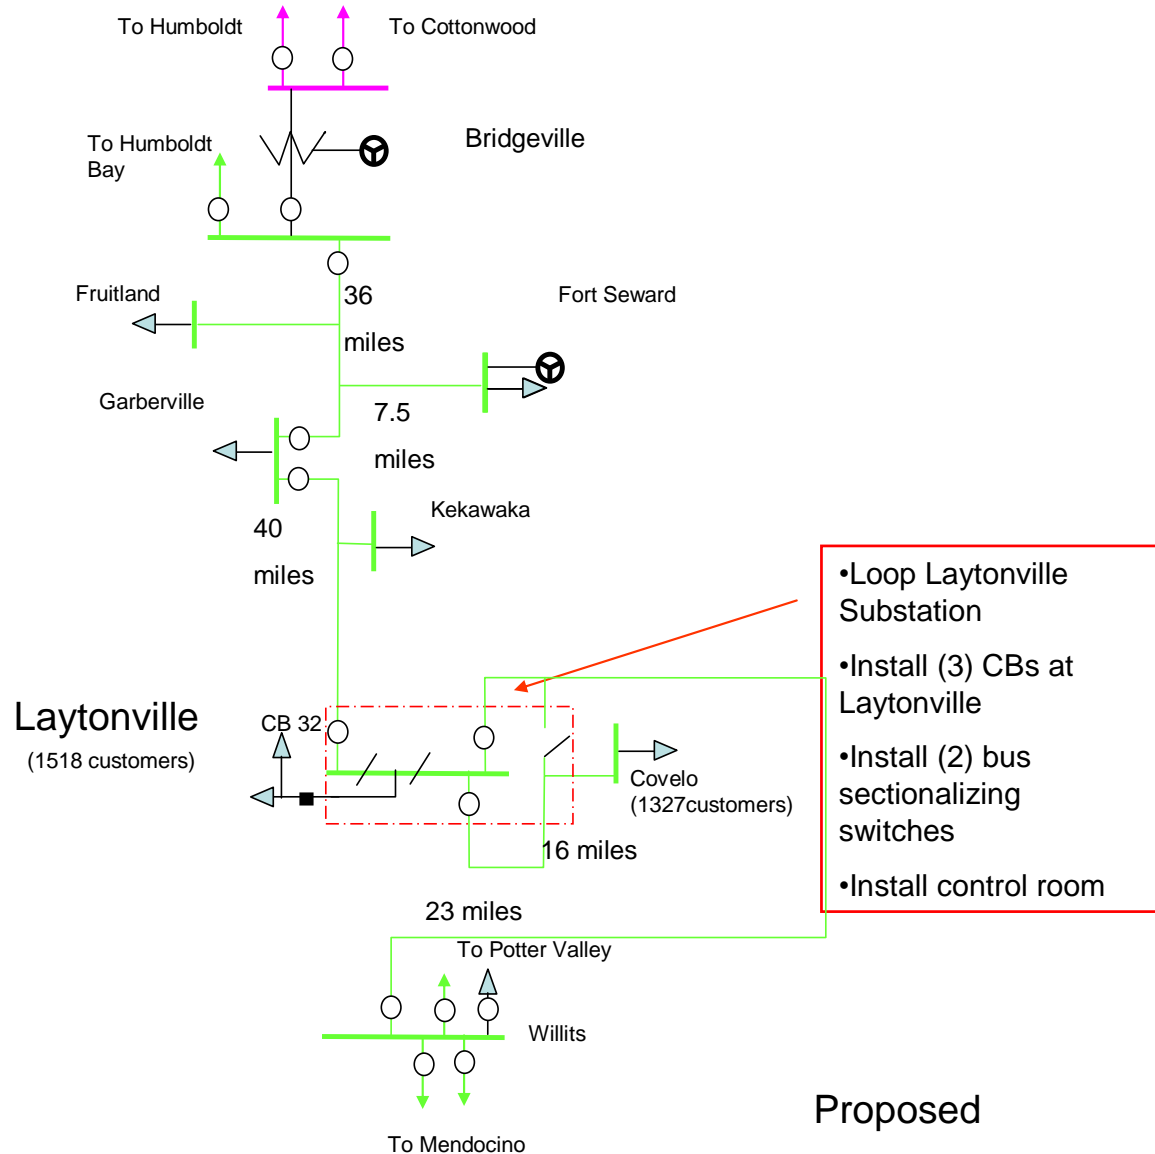 To Humboldt
To Cottonwood
To Humboldt
Bay
Bridgeville
Fruitland
36
miles
Fort Seward
Garberville
7.5
miles
40
miles
Kekawaka
•Loop Laytonville
Substation
•Install (3) CBs at
Laytonville
•Install (2) bus
sectionalizing
switches
•Install control room
Laytonville
(1518 customers)
CB 32
Covelo
(1327customers)
16 miles
23 miles
To Potter Valley
Willits
To Mendocino
Proposed